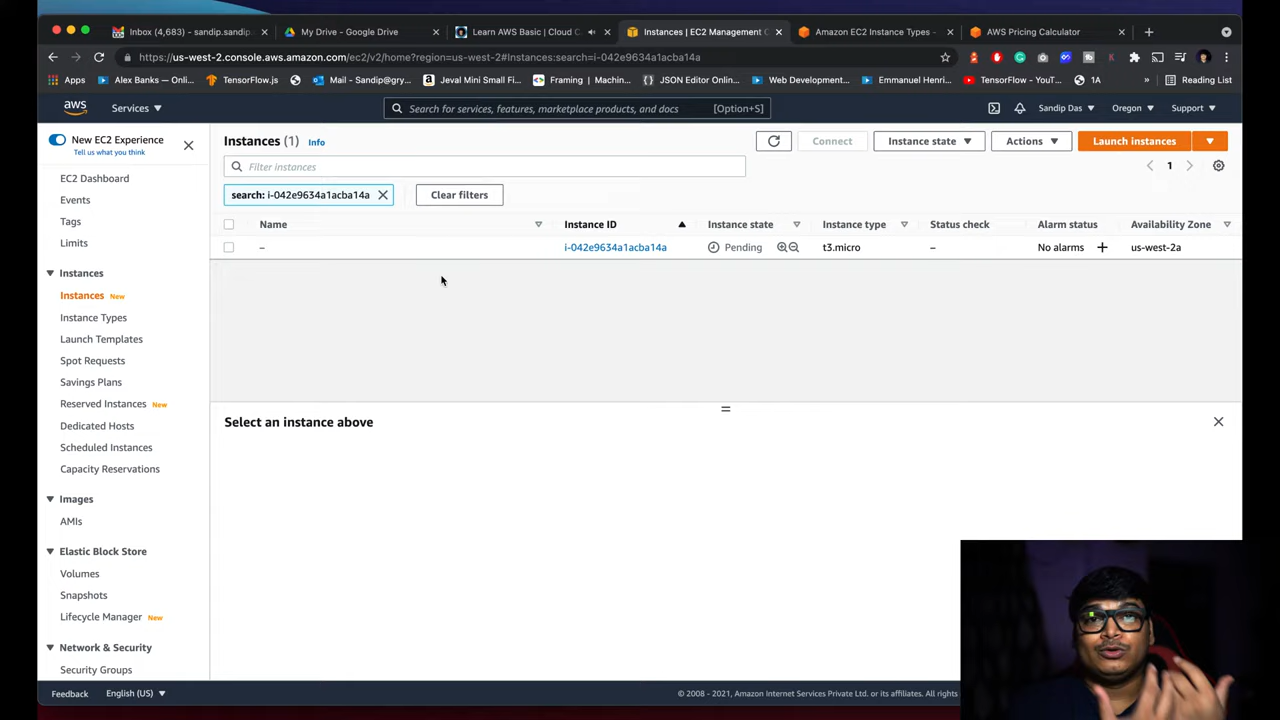 Inbox (4,683) - sandip.sandip.
My Drive - Google Drive
Learn AWS Basic | Cloud C
Instances | EC2 Management C
Amazon EC2 Instance Types -
AWS Pricing Calculator
https://us-west-2.console.aws.amazon.com/ec2/v2/home?region=us-west-2#Instances:search=i-042e9634a1acba14a
Apps
Alex Banks — Onli...
TensorFlow.js
Mail - Sandip@gry...
Jeval Mini Small Fi...
Framing | Machin...
JSON Editor Onlin...
Web Development...
Emmanuel Henri...
TensorFlow - YouT...
1A
Reading List
aws
Services
Search for services, features, marketplace products, and docs
[Option+S]
Sandip Das
Oregon
Support
New EC2 Experience
Tell us what you think
EC2 Dashboard
Events
Tags
Limits
Instances
Instances New
Instance Types
Launch Templates
Spot Requests
Savings Plans
Reserved Instances New
Dedicated Hosts
Scheduled Instances
Capacity Reservations
Images
AMIs
Elastic Block Store
Volumes
Snapshots
Lifecycle Manager New
Network & Security
Security Groups
Instances (1) Info
Connect
Instance state
Actions
Launch instances
Filter instances
1
search: i-042e9634a1acba14a
Clear filters
Name
Instance ID
Instance state
Instance type
Status check
Alarm status
Availability Zone
–
i-042e9634a1acba14a
Pending
t3.micro
–
No alarms +
us-west-2a
Select an instance above
Feedback
English (US)
© 2008 - 2021, Amazon Internet Services Private Ltd. or its affiliates. All rights